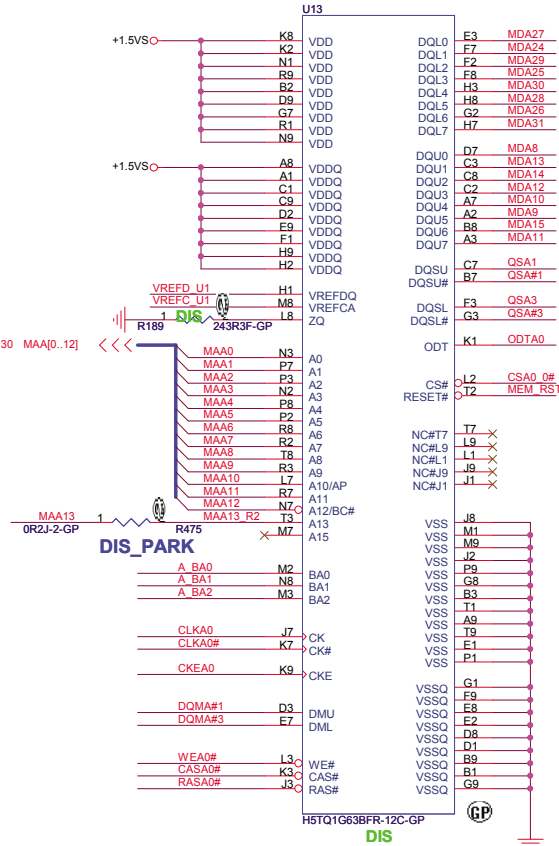 U13
+1.5VS K8 VDD DQL0 E3 MDA27
K2 VDD DQL1 F7 MDA24
N1 VDD DQL2 F2 MDA29
R9 VDD DQL3 F8 MDA25
B2 VDD DQL4 H3 MDA30
D9 VDD DQL5 H8 MDA28
G7 VDD DQL6 G2 MDA26
R1 VDD DQL7 H7 MDA31
N9 VDD
DQU0 D7 MDA8
+1.5VS A8 VDDQ DQU1 C3 MDA13
A1 VDDQ DQU2 C8 MDA14
C1 VDDQ DQU3 C2 MDA12
C9 VDDQ DQU4 A7 MDA10
D2 VDDQ DQU5 A2 MDA9
E9 VDDQ DQU6 B8 MDA15
F1 VDDQ DQU7 A3 MDA11
H9 VDDQ
H2 VDDQ
DQSU C7 QSA1
DQSU# B7 QSA#1
VREFD_U1 H1 VREFDQ
VREFC_U1 M8 VREFCA DQSL F3 QSA3
1 DIS 2 L8 ZQ DQSL# G3 QSA#3
R189 243R3F-GP
ODT K1 ODTA0
30 MAA[0..12]
MAA0 N3 A0
MAA1 P7 A1
MAA2 P3 A2 CS# L2 CSA0_0#
MAA3 N2 A3 RESET# T2 MEM_RST
MAA4 P8 A4
MAA5 P2 A5
MAA6 R8 A6 NC#T7 T7
MAA7 R2 A7 NC#L9 L9
MAA8 T8 A8 NC#L1 L1
MAA9 R3 A9 NC#J9 J9
MAA10 L7 A10/AP NC#J1 J1
MAA11 R7 A11
MAA12 N7 A12/BC#
MAA13 1 2 MAA13_R2 T3 A13 VSS J8
0R2J-2-GP R475 M7 A15 VSS M1
DIS_PARK VSS M9
VSS J2
A_BA0 M2 BA0 VSS P9
A_BA1 N8 BA1 VSS G8
A_BA2 M3 BA2 VSS B3
VSS T1
VSS A9
CLKA0 J7 CK VSS T9
CLKA0# K7 CK# VSS E1
VSS P1
CKEA0 K9 CKE
VSSQ G1
VSSQ F9
DQMA#1 D3 DMU VSSQ E8
DQMA#3 E7 DML VSSQ E2
VSSQ D8
VSSQ D1
WEA0# L3 WE# VSSQ B9
CASA0# K3 CAS# VSSQ B1
RASA0# J3 RAS# VSSQ G9
GP
H5TQ1G63BFR-12C-GP
DIS